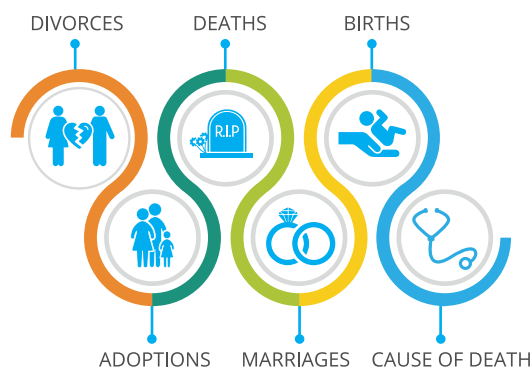 DIVORCES
DEATHS
BIRTHS
R.I.P
ADOPTIONS
MARRIAGES
CAUSE OF DEATH